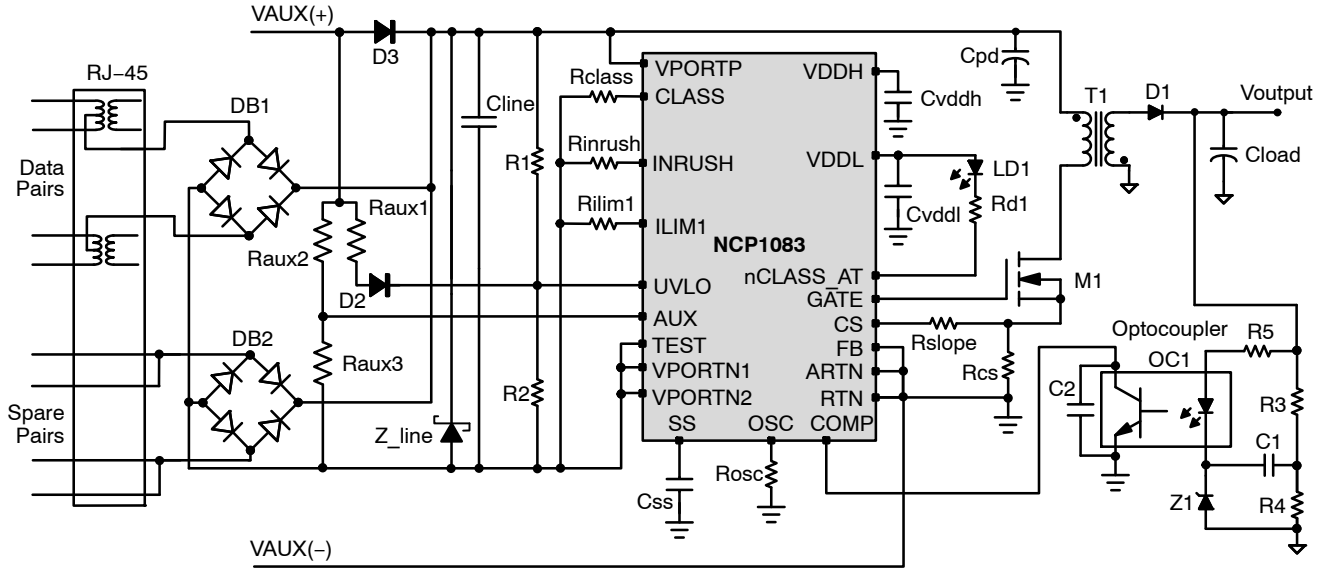 VAUX(+)
D3
RJ−45
DB1
Data
Pairs
Cline
R1
Raux1
Raux2
D2
Raux3
DB2
Spare
Pairs
R2
Z_line
Rclass
Rinrush
Rilim1
VPORTP
CLASS
INRUSH
ILIM1
NCP1083
UVLO
AUX
TEST
VPORTN1
VPORTN2
SS
OSC
COMP
VDDH
VDDL
nCLASS_AT
GATE
CS
FB
ARTN
RTN
Css
Rosc
Cvddh
Cvddl
LD1
Rd1
Cpd
T1
D1
Voutput
Cload
M1
Rslope
Rcs
Optocoupler
OC1
R5
C2
R3
C1
Z1
R4
VAUX(−)